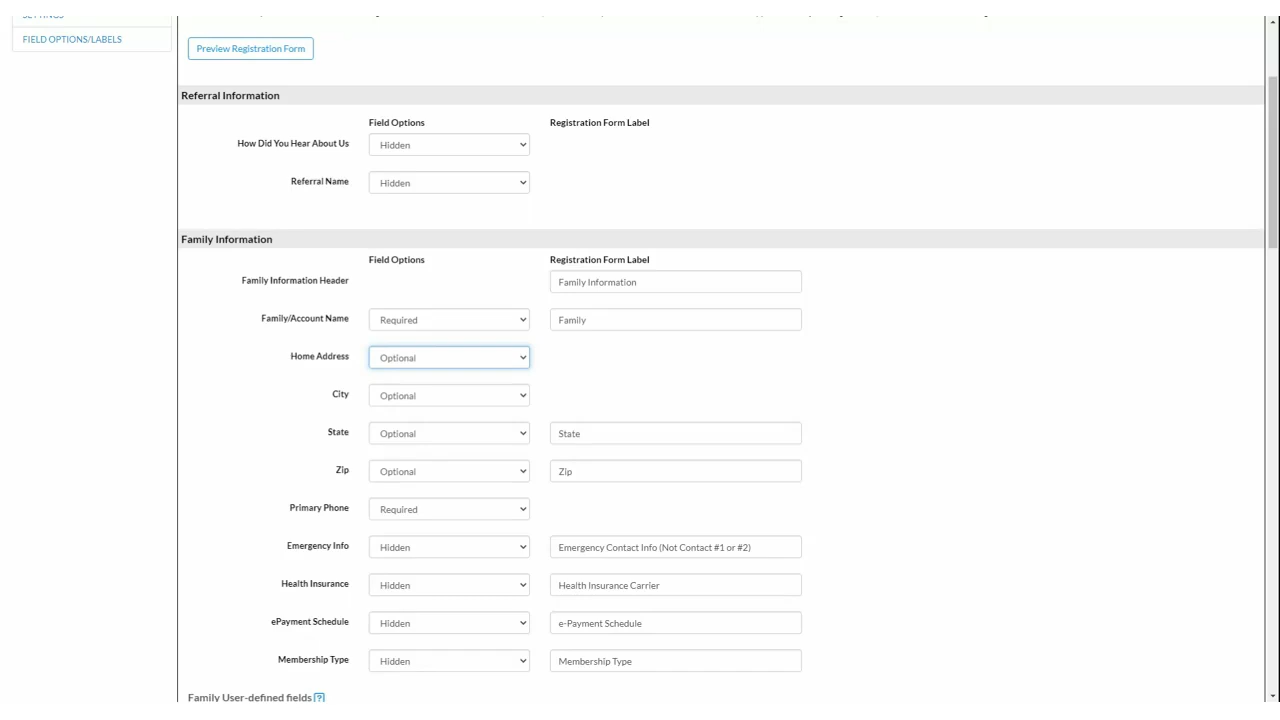 FIELD OPTIONS/LABELS
Preview Registration Form
Referral Information
Field Options Registration Form Label
How Did You Hear About Us Hidden
Referral Name Hidden
Family Information
Field Options Registration Form Label
Family Information Header Family Information
Family/Account Name Required Family
Home Address Optional
City Optional
State Optional State
Zip Optional Zip
Primary Phone Required
Emergency Info Hidden Emergency Contact Info (Not Contact #1 or #2)
Health Insurance Hidden Health Insurance Carrier
ePayment Schedule Hidden e-Payment Schedule
Membership Type Hidden Membership Type
Family User-defined fields ?